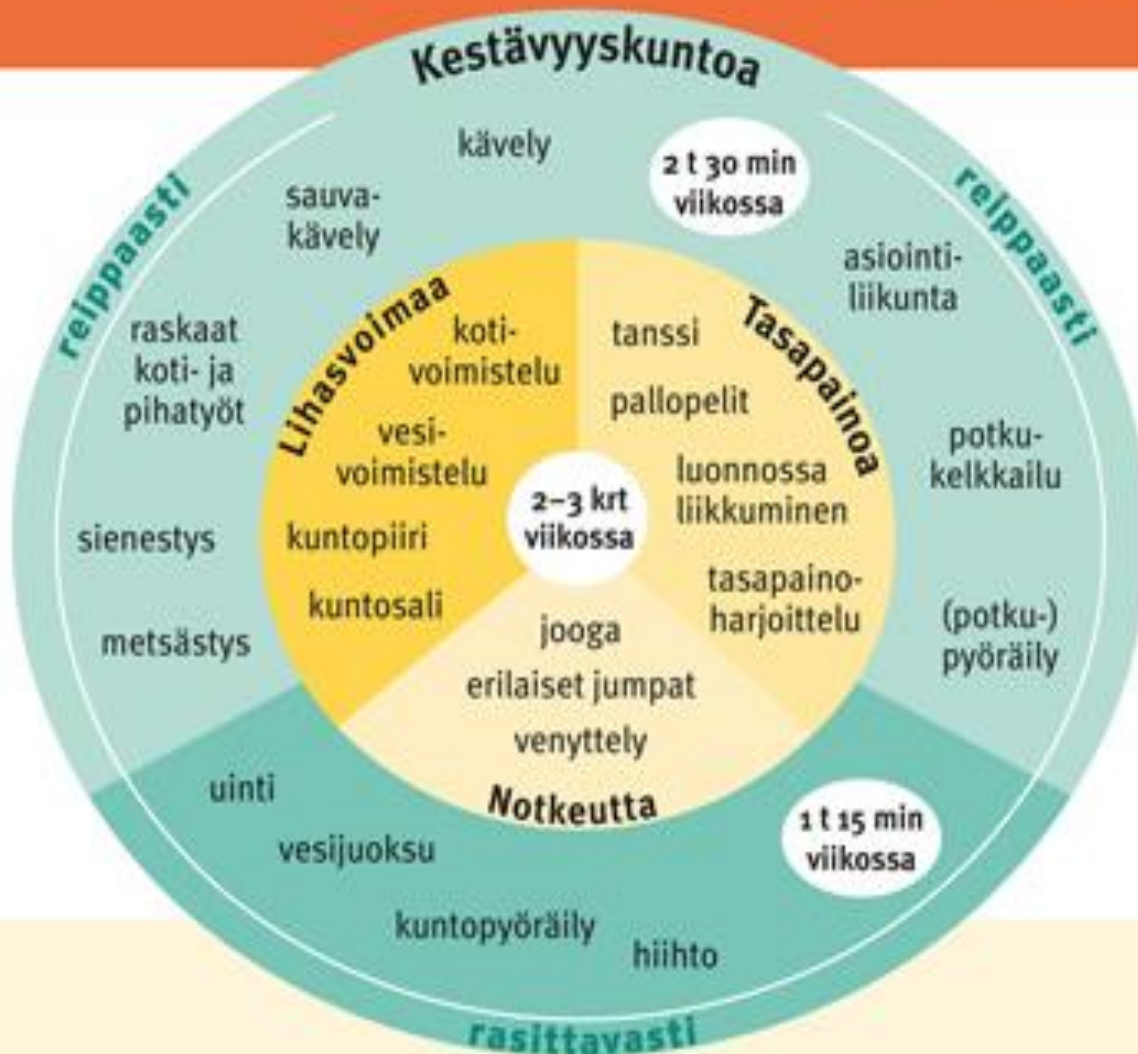 Kestävyyskuntoa
kävely
2 t 30 min
viikossa
sauva-
kävely
reippaasti
reippaasti
asiointi-
liikunta
raskaat
koti- ja
pihatyöt
potku-
kelkkailu
sienestys
metsästys
(potku-)
pyöräily
Lihasvoimaa
koti-
voimistelu
vesi-
voimistelu
kuntopiiri
kuntosali
Tasapainoa
tanssi
pallopelit
luonnossa
liikkuminen
tasapaino-
harjoittelu
2–3 krt
viikossa
jooga
erilaiset jumpat
venyttely
Notkeutta
uinti
vesijuoksu
kuntopyöräily
hiihto
1 t 15 min
viikossa
rasittavasti